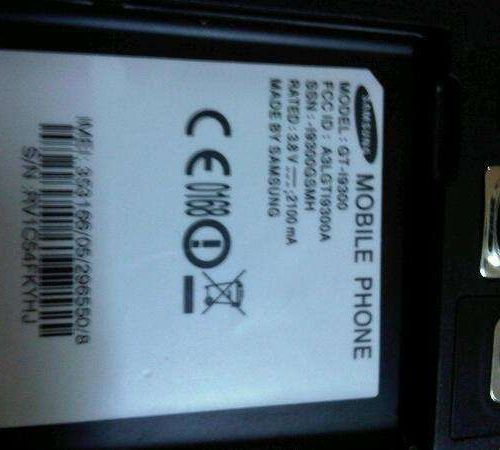 SAMSUNG MOBILE PHONE
MODEL : GT-I9300
FCC ID : A3LGTI9300A
SSN : -I9300GSMH
RATED : 3.8 V ; 2100 mA
MADE BY SAMSUNG
CE 0168
IMEI : 353166/05/296550/8
S/N :